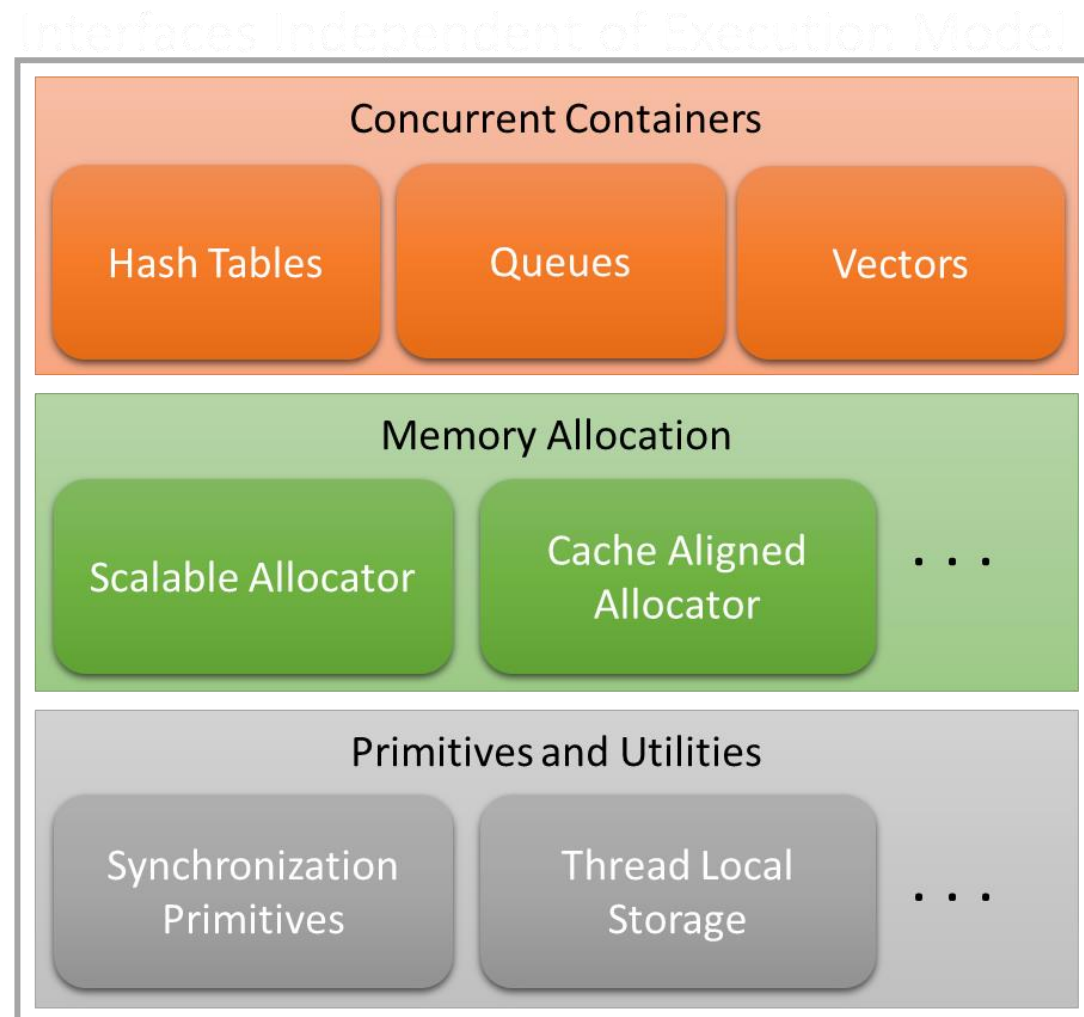 Interfaces Independent of Execution Model
Concurrent Containers
Hash Tables
Queues
Vectors
Memory Allocation
Scalable Allocator
Cache Aligned
Allocator
. . .
Primitives and Utilities
Synchronization
Primitives
Thread Local
Storage
. . .